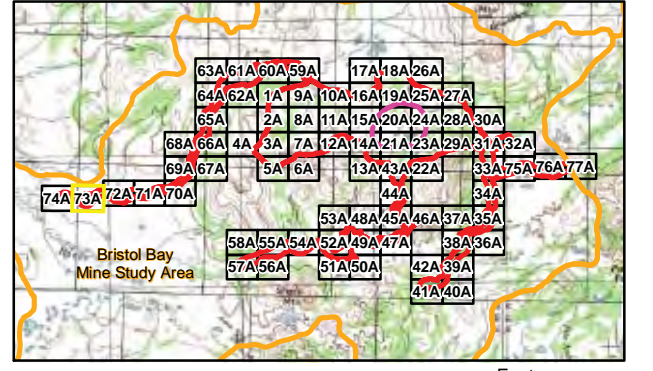 63A 61A 60A 59A 17A 18A 26A
64A 62A 1A 9A 10A 16A 19A 25A 27A
65A 2A 8A 11A 15A 20A 24A 28A 30A
68A 66A 4A 3A 7A 12A 14A 21A 23A 29A 31A 32A
69A 67A 5A 6A 13A 43A 22A 33A 75A 76A 77A
74A 73A 72A 71A 70A 44A 34A
53A 48A 45A 46A 37A 35A
58A 55A 54A 52A 49A 47A 38A 36A
Bristol Bay
Mine Study Area
57A 56A 51A 50A 42A 39A
41A 40A